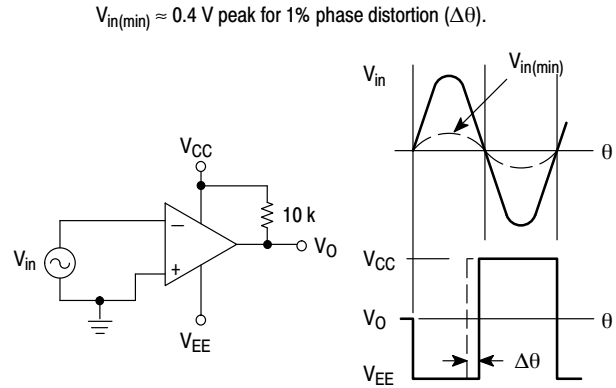 V_in(min) ≈ 0.4 V peak for 1% phase distortion (Δθ).
V_in
V_in(min)
θ
V_CC
10 k
−
V_O
V_in
+
V_EE
V_CC
V_O
θ
V_EE
Δθ